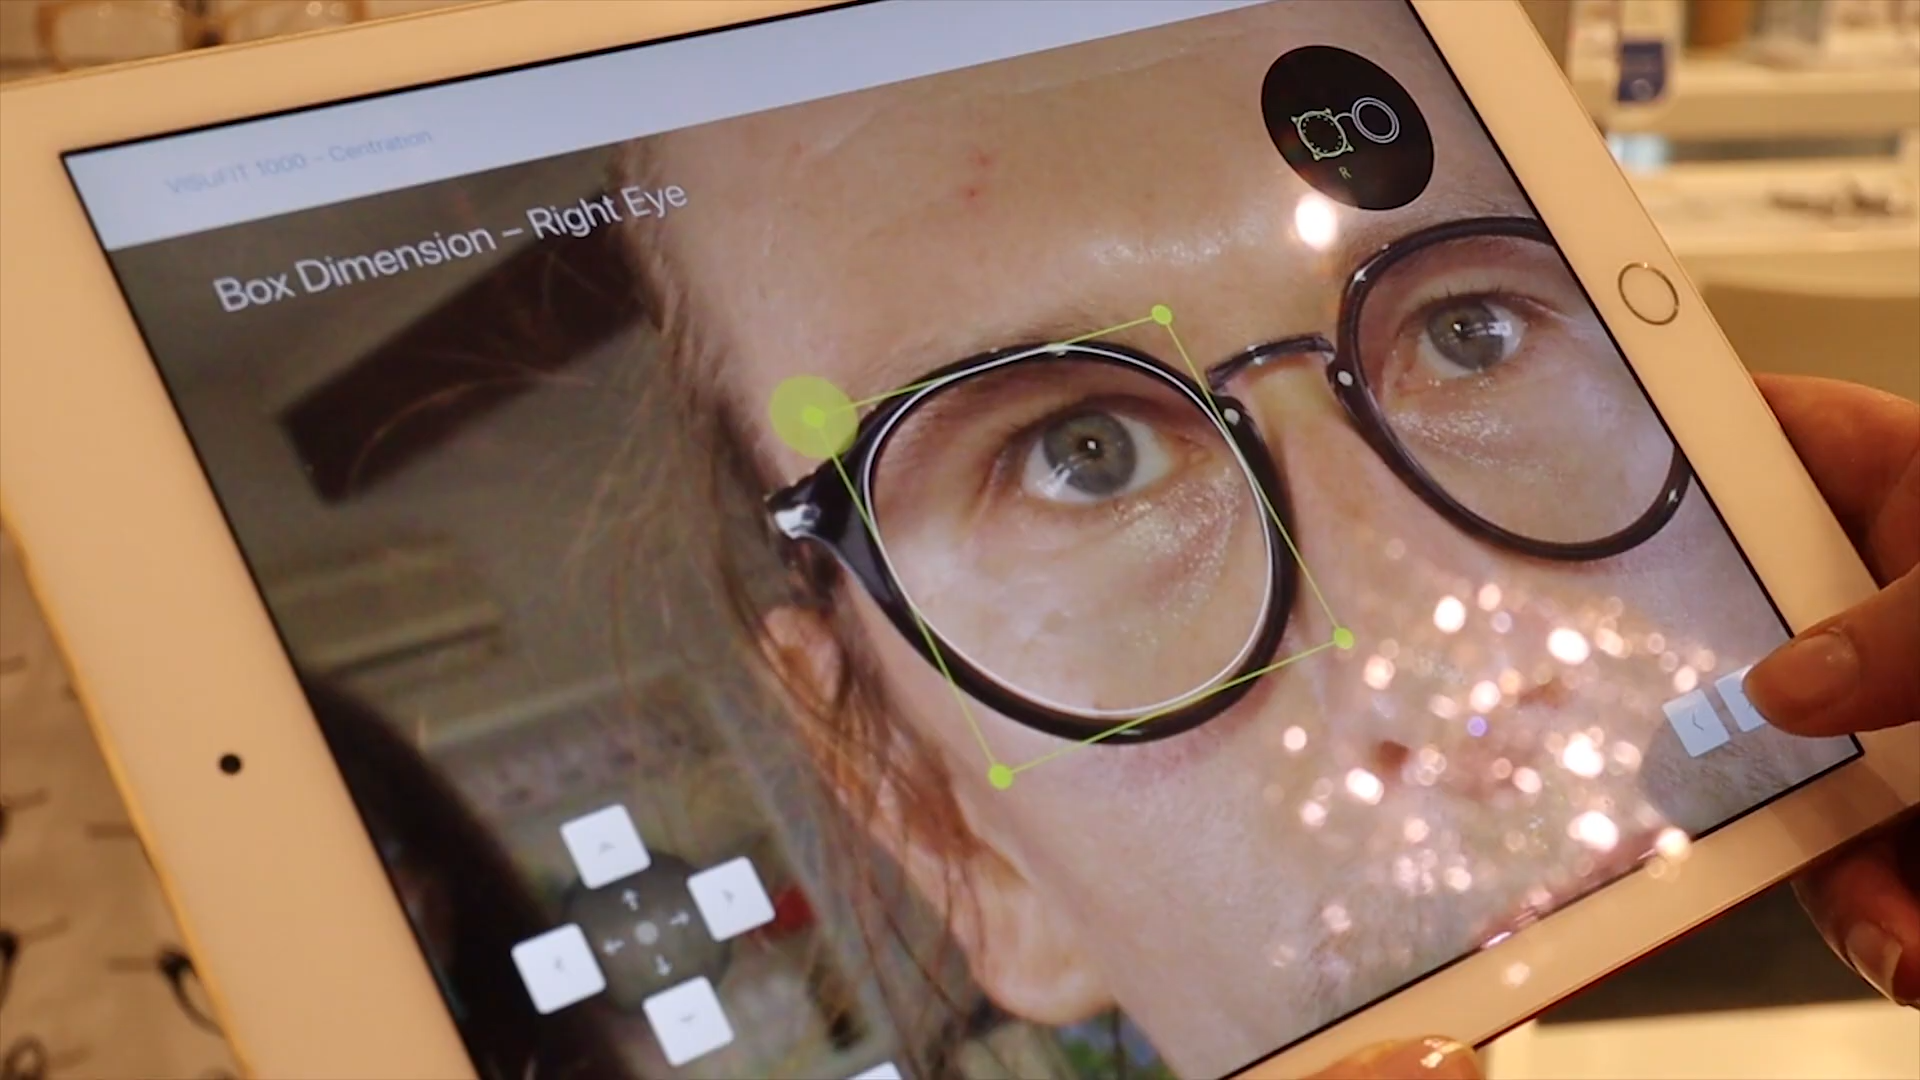 VISUFIT 1000 – Centration
Box Dimension – Right Eye
R